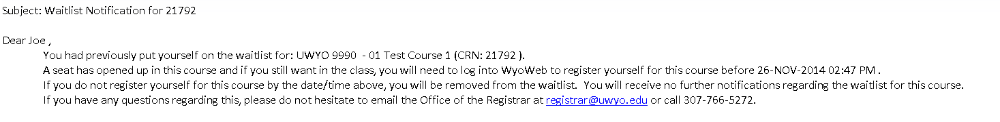 Subject: Waitlist Notification for 21792
Dear Joe ,
You had previously put yourself on the waitlist for: UWYO 9990  - 01 Test Course 1 (CRN: 21792 ).
A seat has opened up in this course and if you still want in the class, you will need to log into WyoWeb to register yourself for this course before 26-NOV-2014 02:47 PM .
If you do not register yourself for this course by the date/time above, you will be removed from the waitlist.  You will receive no further notifications regarding the waitlist for this course.
If you have any questions regarding this, please do not hesitate to email the Office of the Registrar at registrar@uwyo.edu or call 307-766-5272.